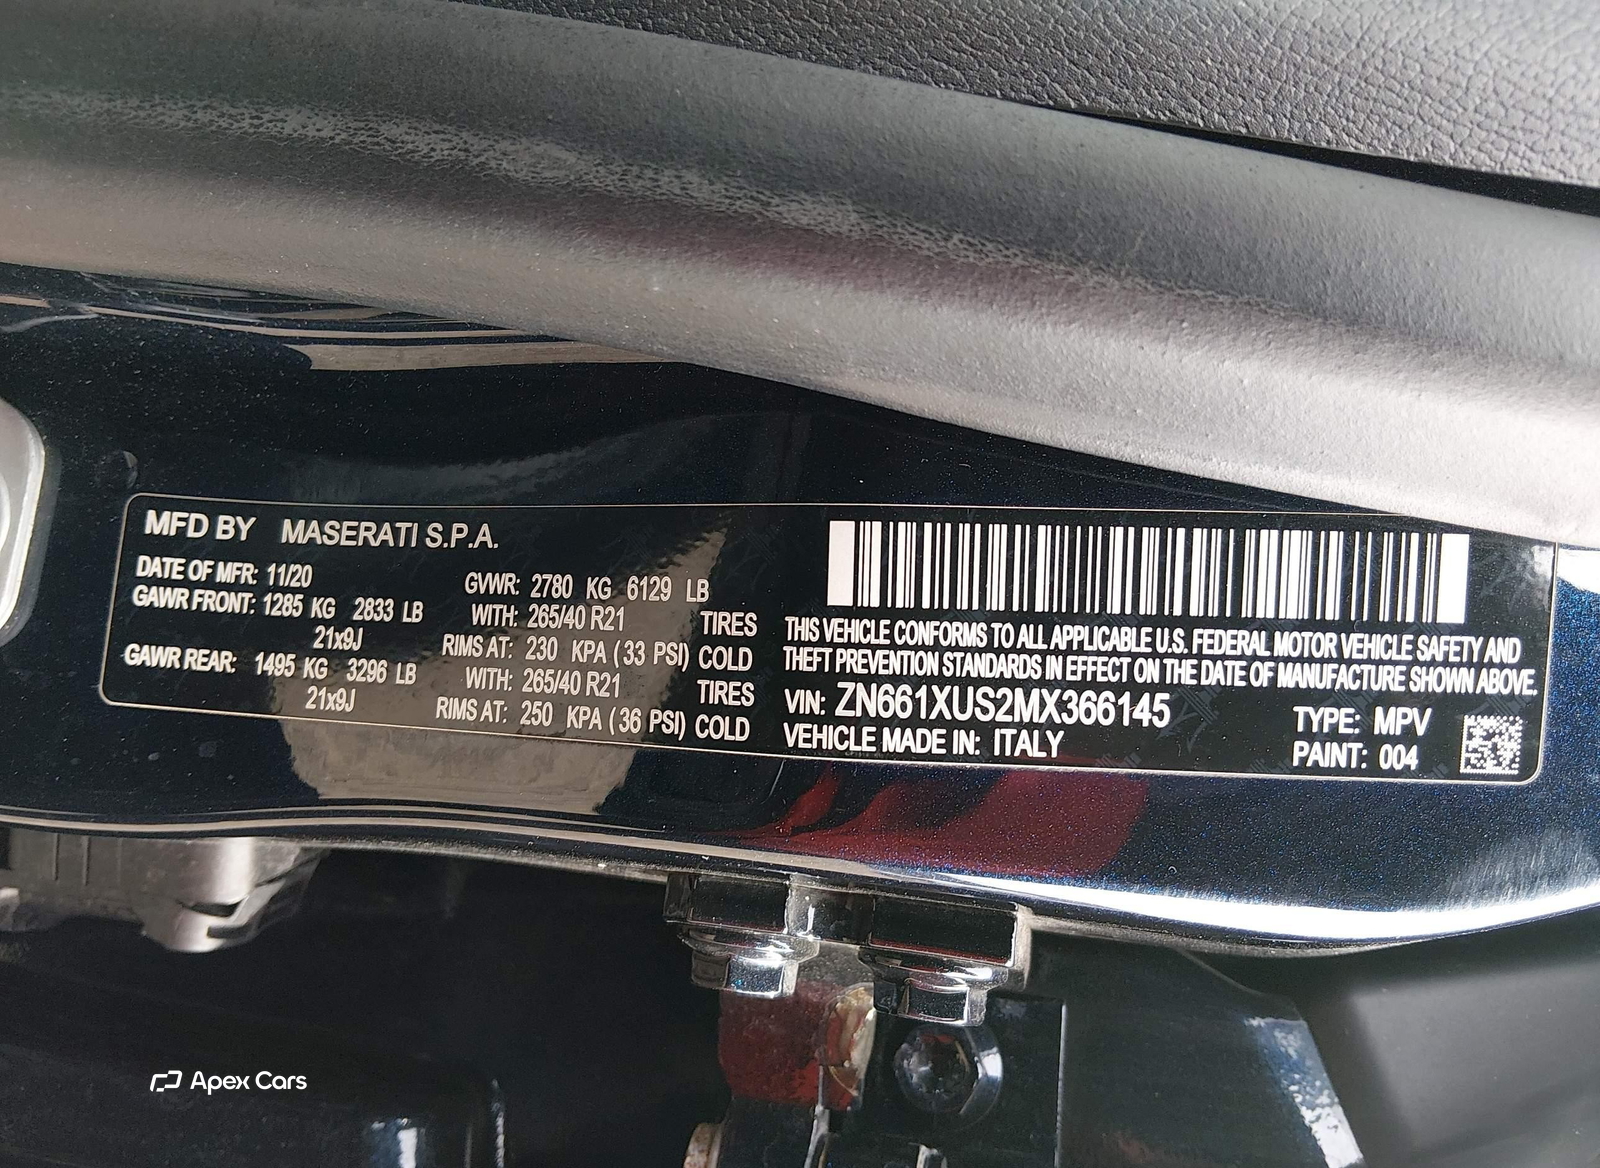 MFD BY MASERATI S.P.A.
DATE OF MFR: 11/20
GAWR FRONT: 1285 KG 2833 LB
21x9J
GAWR REAR: 1495 KG 3296 LB
21x9J
GVWR: 2780 KG 6129 LB
WITH: 265/40 R21 TIRES
RIMS AT: 230 KPA (33 PSI) COLD
WITH: 265/40 R21 TIRES
RIMS AT: 250 KPA (36 PSI) COLD
THIS VEHICLE CONFORMS TO ALL APPLICABLE U.S. FEDERAL MOTOR VEHICLE SAFETY AND
THEFT PREVENTION STANDARDS IN EFFECT ON THE DATE OF MANUFACTURE SHOWN ABOVE.
VIN: ZN661XUS2MX366145
VEHICLE MADE IN: ITALY
TYPE: MPV
PAINT: 004
Apex Cars